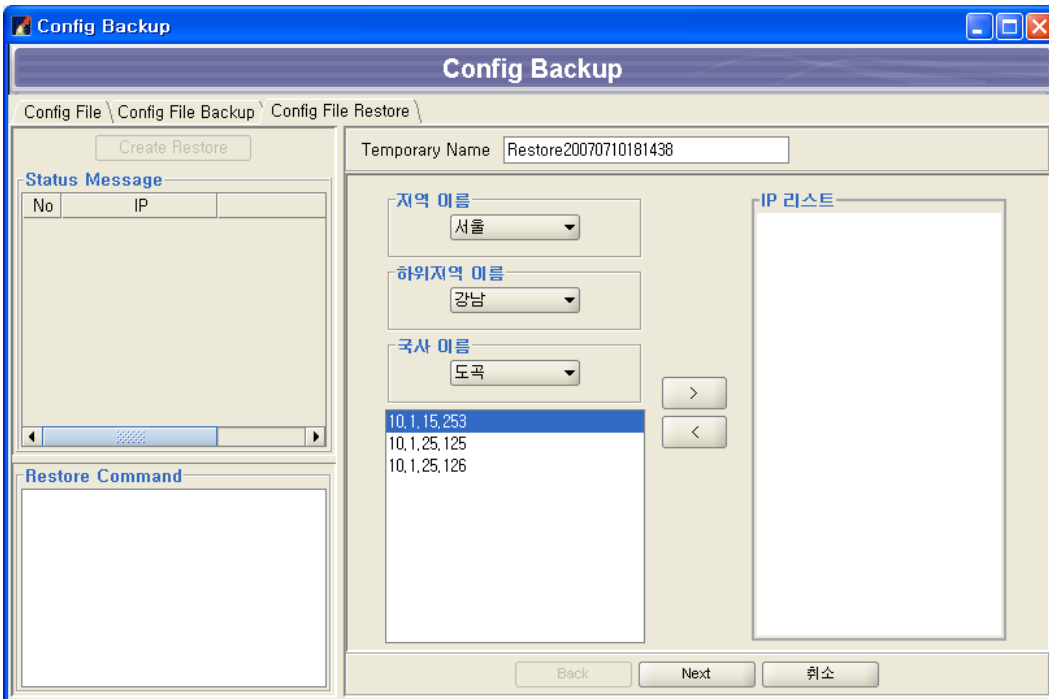 Config Backup
Config Backup
Config File
Config File Backup
Config File Restore
Create Restore
Status Message
No
IP
Restore Command
Temporary Name
Restore20070710181438
지역 이름
서울
하위지역 이름
강남
국사 이름
도곡
10,1,15,253
10,1,25,125
10,1,25,126
>
<
IP 리스트
Back
Next
취소